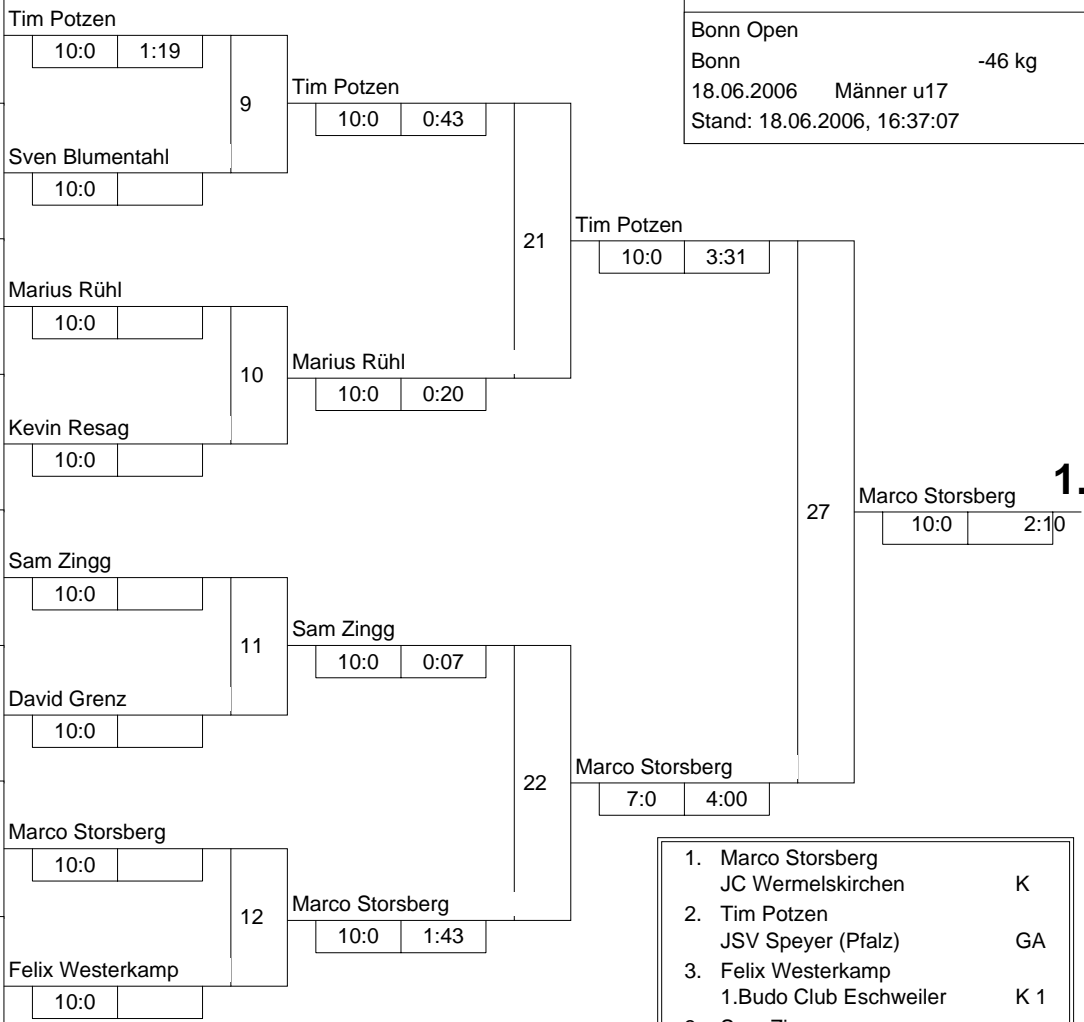 Tim Potzen
10:0 1:19
9
Sven Blumentahl
10:0
Marius Rühl
10:0
10
Kevin Resag
10:0
Sam Zingg
10:0
11
David Grenz
10:0
Marco Storsberg
10:0
12
Felix Westerkamp
10:0
Tim Potzen
10:0 0:43
21
Marius Rühl
10:0 0:20
Sam Zingg
10:0 0:07
22
Marco Storsberg
10:0 1:43
Tim Potzen
10:0 3:31
27
Marco Storsberg
7:0 4:00
Marco Storsberg 1.
10:0 2:10
Bonn Open
Bonn -46 kg
18.06.2006 Männer u17
Stand: 18.06.2006, 16:37:07
1. Marco Storsberg
JC Wermelskirchen K
2. Tim Potzen
JSV Speyer (Pfalz) GA
3. Felix Westerkamp
1.Budo Club Eschweiler K 1